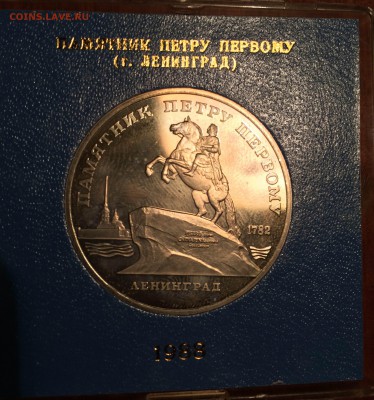 COINS.LAVE.RU
ПАМЯТНИК ПЕТРУ ПЕРВОМУ
(г. ЛЕНИНГРАД)
ПАМЯТНИК ПЕТРУ ПЕРВОМУ
1782
ЛЕНИНГРАД
1988